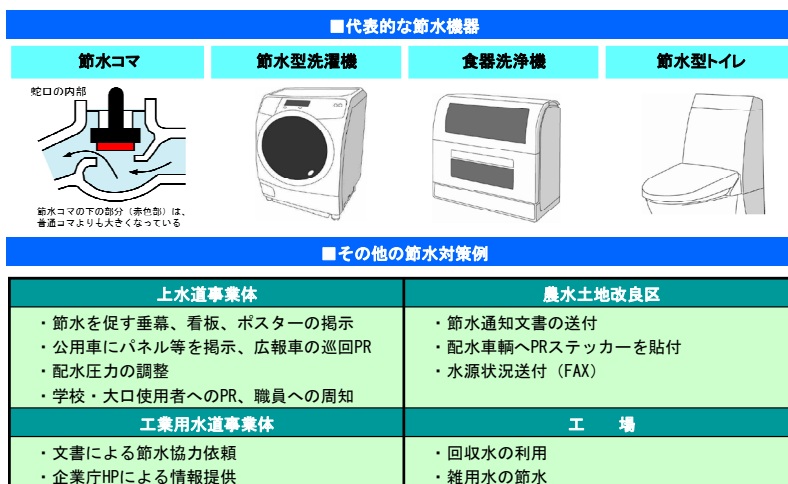 ■代表的な節水機器
節水コマ
節水型洗濯機
食器洗浄機
節水型トイレ
蛇口の内部
節水コマの下の部分（赤色部）は、
普通コマよりも大きくなっている
■その他の節水対策例
上水道事業体
・節水を促す垂幕、看板、ポスターの掲示
・公用車にパネル等を掲示、広報車の巡回PR
・配水圧力の調整
・学校・大口使用者へのPR、職員への周知
農水土地改良区
・節水通知文書の送付
・配水車輌へPRステッカーを貼付
・水源状況送付（FAX）
工業用水道事業体
・文書による節水協力依頼
・企業庁HPによる情報提供
工　場
・回収水の利用
・雑用水の節水